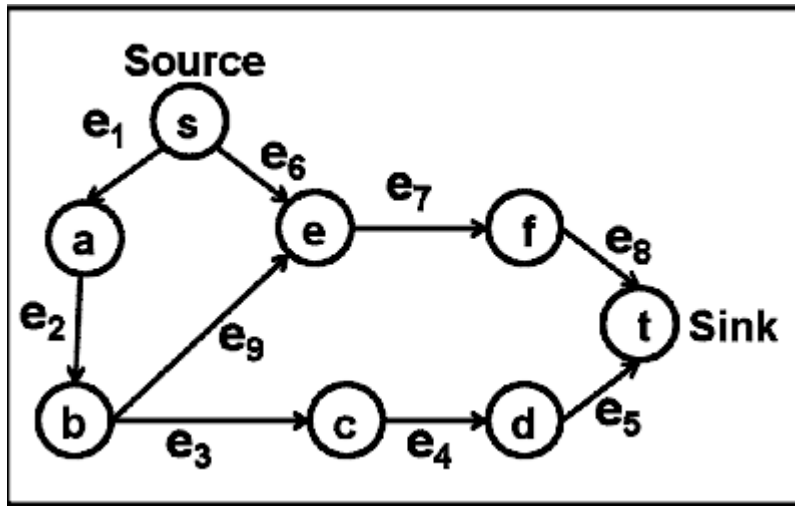 Source
s
e₁
e₆
e₇
a
e
f
e₈
e₂
e₉
t Sink
b
c
d
e₅
e₃
e₄